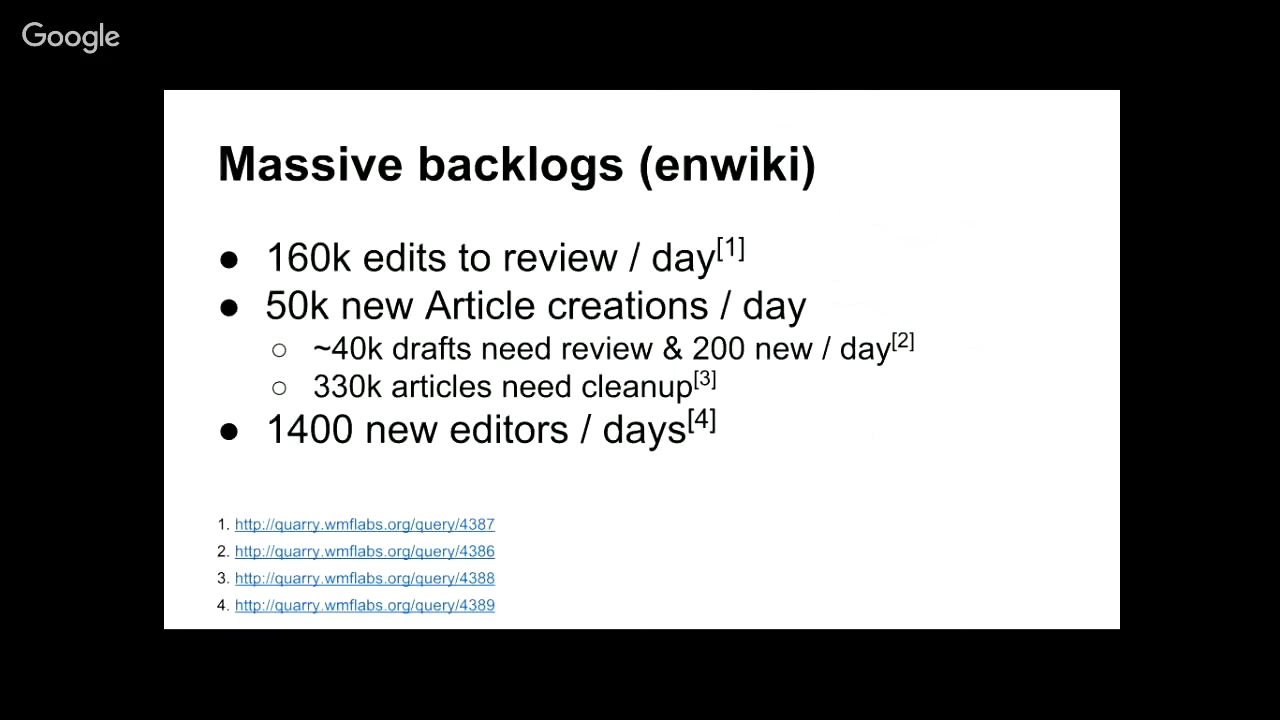 Google
Massive backlogs (enwiki)
● 160k edits to review / day[1]
● 50k new Article creations / day
○ ~40k drafts need review & 200 new / day[2]
○ 330k articles need cleanup[3]
● 1400 new editors / days[4]
1. http://quarry.wmflabs.org/query/4387
2. http://quarry.wmflabs.org/query/4386
3. http://quarry.wmflabs.org/query/4388
4. http://quarry.wmflabs.org/query/4389